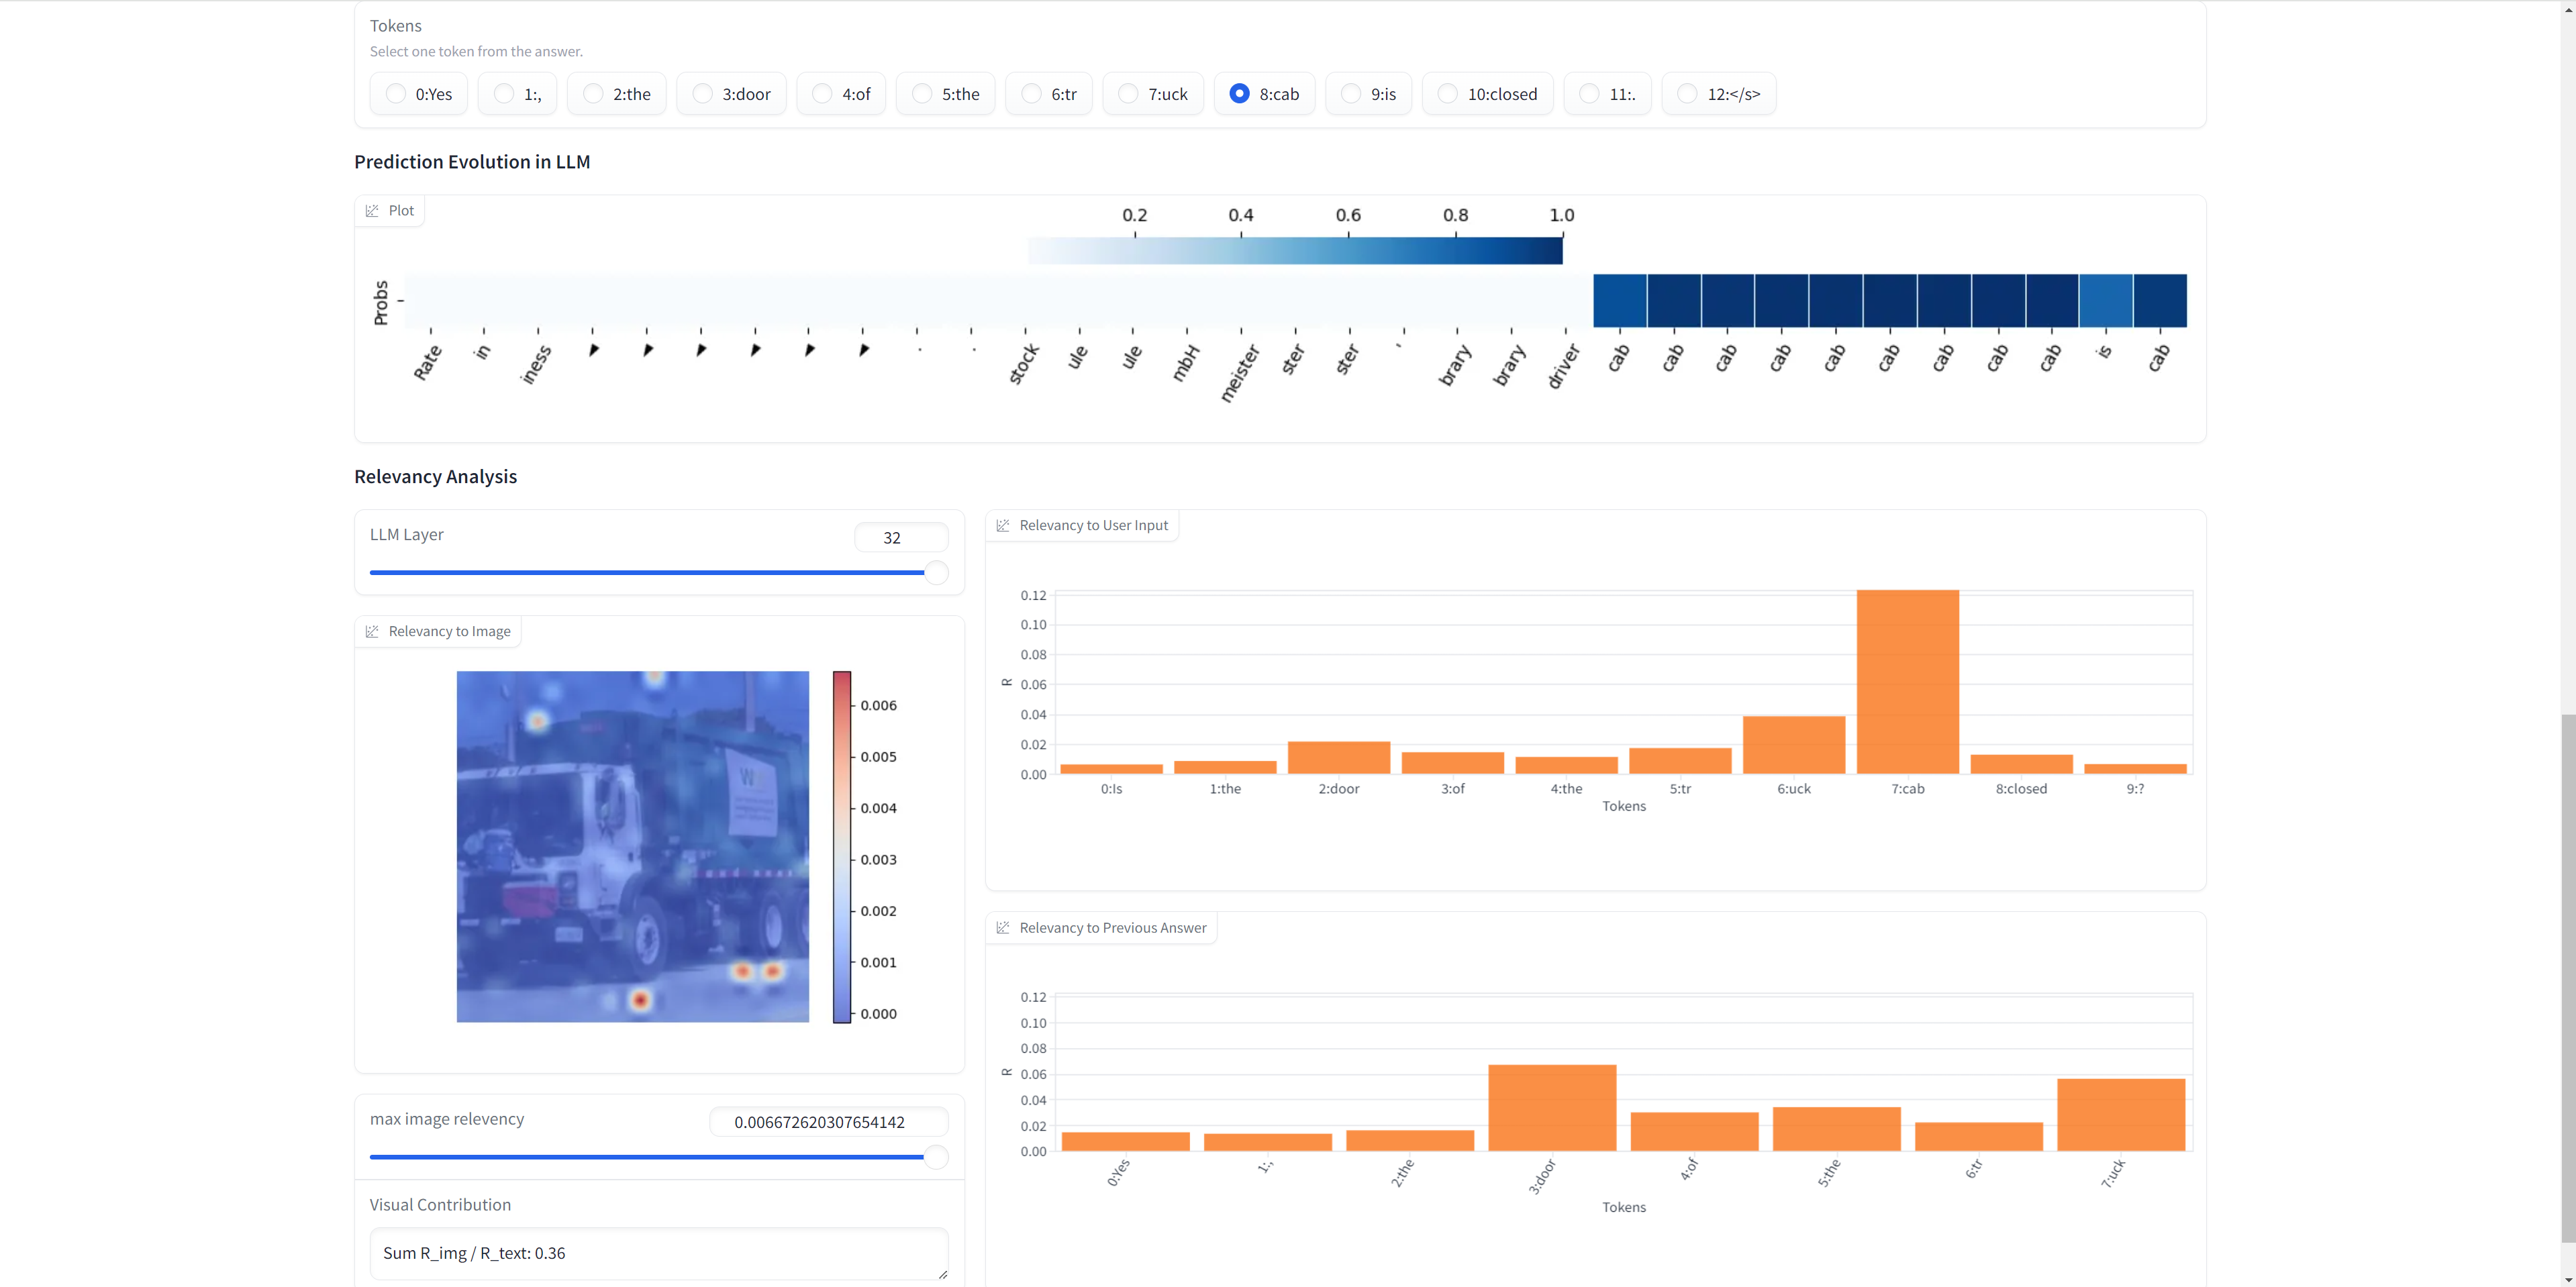 Tokens
Select one token from the answer.
0:Yes 1:, 2:the 3:door 4:of 5:the 6:tr 7:uck 8:cab 9:is 10:closed 11:. 12:</s>
Prediction Evolution in LLM
Plot
0.2 0.4 0.6 0.8 1.0
Probs
Rate in iness ◤ ◤ ◤ ◤ ◤ ◤ . . stock ule ule mbH meister ster ster ' brary brary driver cab cab cab cab cab cab cab cab cab is cab
Relevancy Analysis
LLM Layer
32
Relevancy to Image
0.006
0.005
0.004
0.003
0.002
0.001
0.000
max image relevency
0.006672620307654142
Visual Contribution
Sum R_img / R_text: 0.36
Relevancy to User Input
R
0.12
0.10
0.08
0.06
0.04
0.02
0.00
0:Is 1:the 2:door 3:of 4:the 5:tr 6:uck 7:cab 8:closed 9:?
Tokens
Relevancy to Previous Answer
R
0.12
0.10
0.08
0.06
0.04
0.02
0.00
0:Yes 1:, 2:the 3:door 4:of 5:the 6:tr 7:uck
Tokens